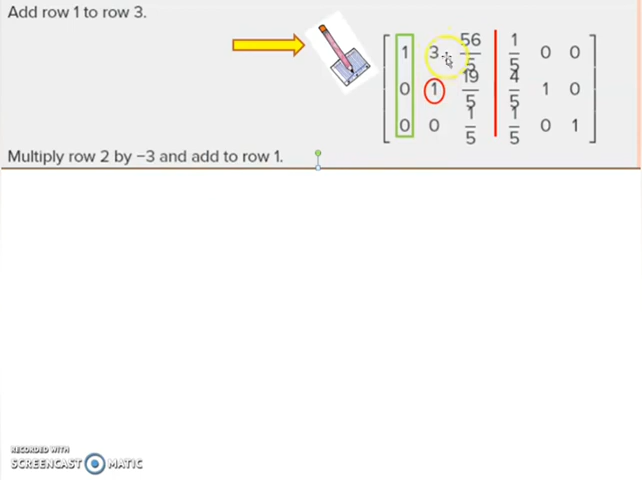 Add row 1 to row 3.
1 3 56/5 1/5 0 0
0 1 19/5 4/5 1 0
0 0 1/5 1/5 0 1
Multiply row 2 by −3 and add to row 1.
RECORDED WITH
SCREENCAST MATIC